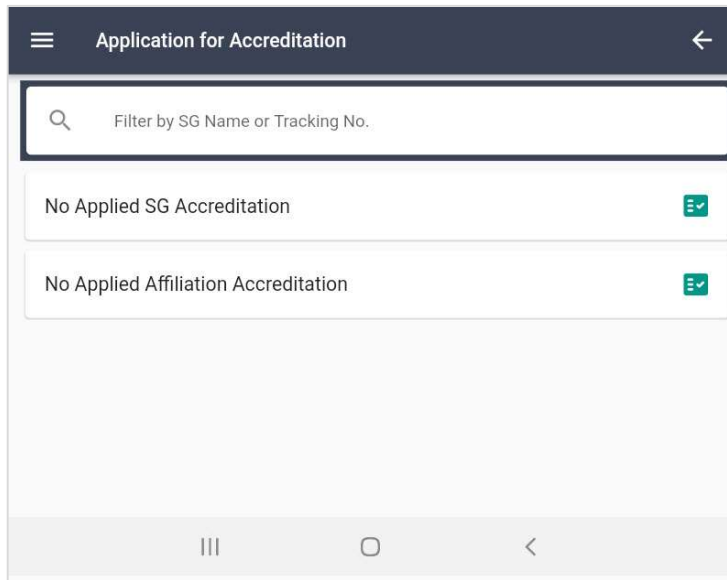 Application for Accreditation
Filter by SG Name or Tracking No.
No Applied SG Accreditation
No Applied Affiliation Accreditation